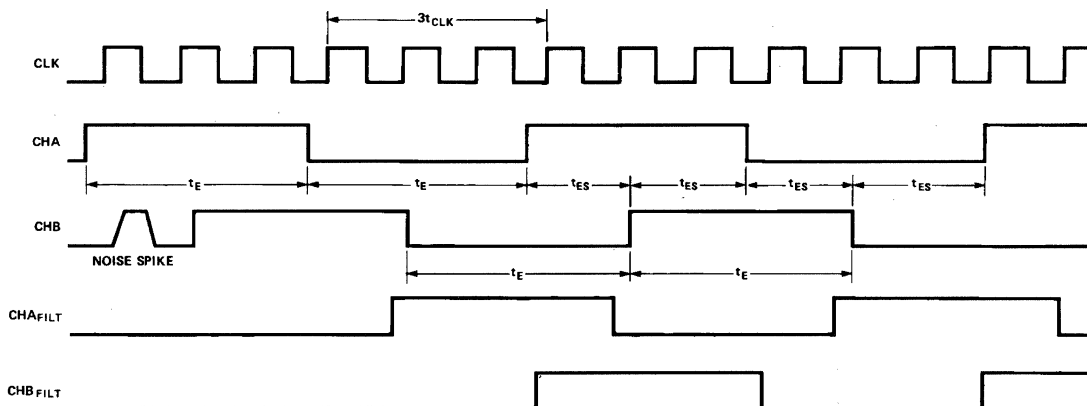 3tCLK
CLK
CHA
tE tE tES tES tES tES
CHB
NOISE SPIKE
tE tE
CHAFILT
CHBFILT